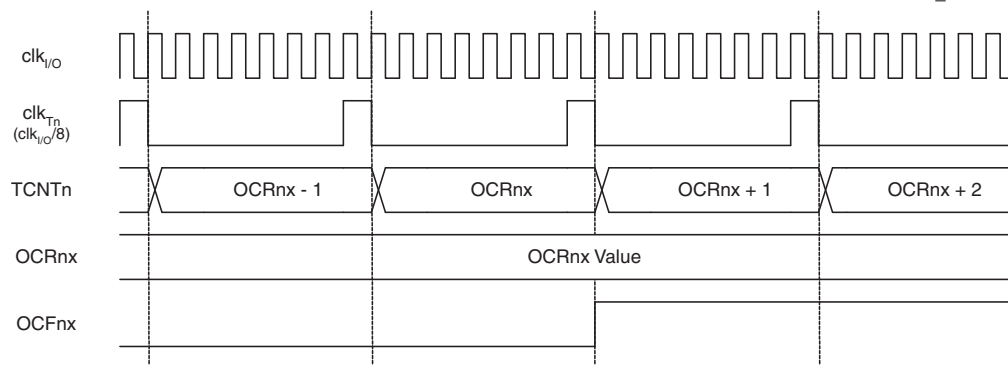 clkI/O
clkTn
(clkI/O/8)
TCNTn OCRnx - 1 OCRnx OCRnx + 1 OCRnx + 2
OCRnx OCRnx Value
OCFnx